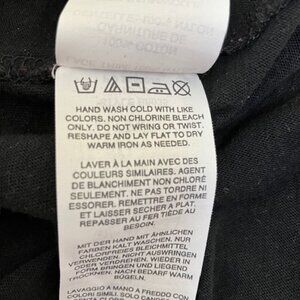 HAND WASH COLD WITH LIKE
COLORS. NON CHLORINE BLEACH
ONLY. DO NOT WRING OR TWIST.
RESHAPE AND LAY FLAT TO DRY
WARM IRON AS NEEDED.
LAVER À LA MAIN AVEC DES
COULEURS SIMILAIRES. AGENT
DE BLANCHIMENT NON CHLORÉ
SEULEMENT. NE PAS TORDRE NI
ESSORER. REMETTRE EN FORME
ET LAISSER SECHER A PLAT.
REPASSER AU FER TIÈDE AU
BESOIN.
MIT DER HAND MIT ÄHNLICHEN
FARBEN KALT WASCHEN. NUR
CHLORFREIES BLEICHMITTEL
VERWENDEN. NICHT AUSWRINGEN
ODER VERDREHEN. WIEDER IN
FORM BRINGEN UND LIEGEND
TROCKNEN. NACH BEDARF WARM
BÜGELN.
LAVAGGIO A MANO A FREDDO CON
COLORI SIMILI. SOLO